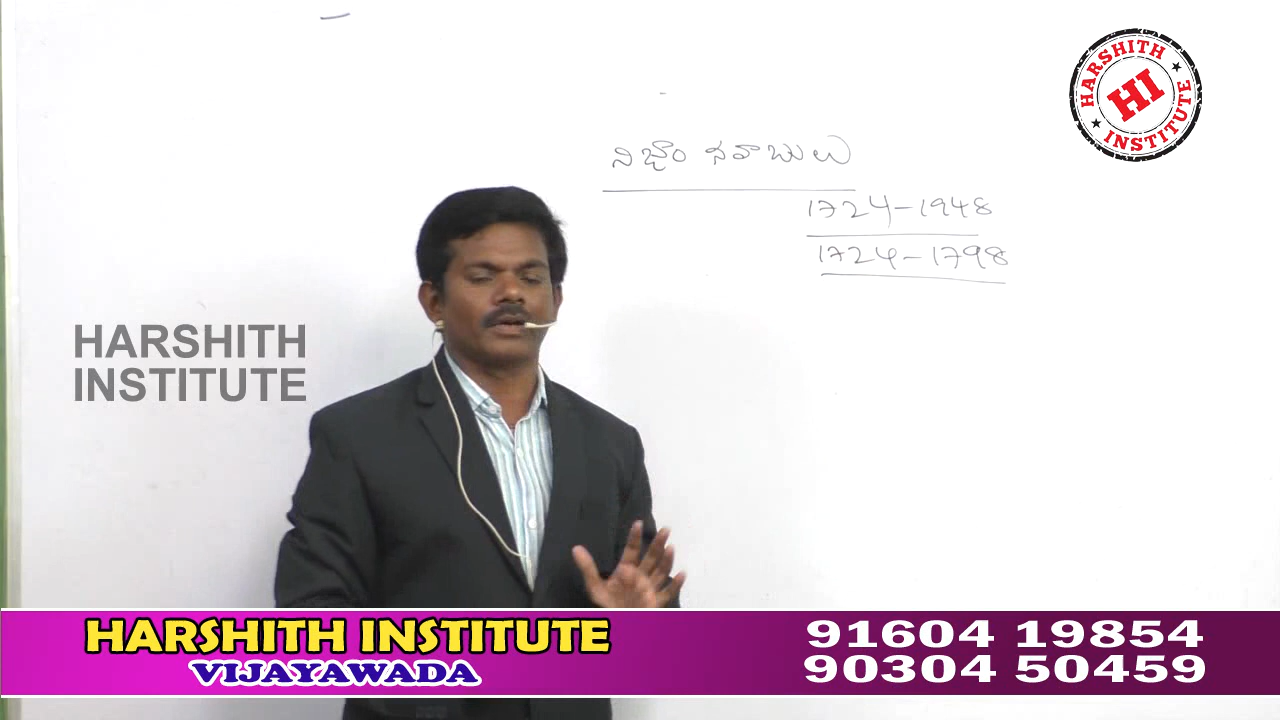 HARSHITH
INSTITUTE
HI
నిజాం నవాబులు
1724-1948
1724-1798
HARSHITH
INSTITUTE
HARSHITH INSTITUTE
VIJAYAWADA
91604 19854
90304 50459